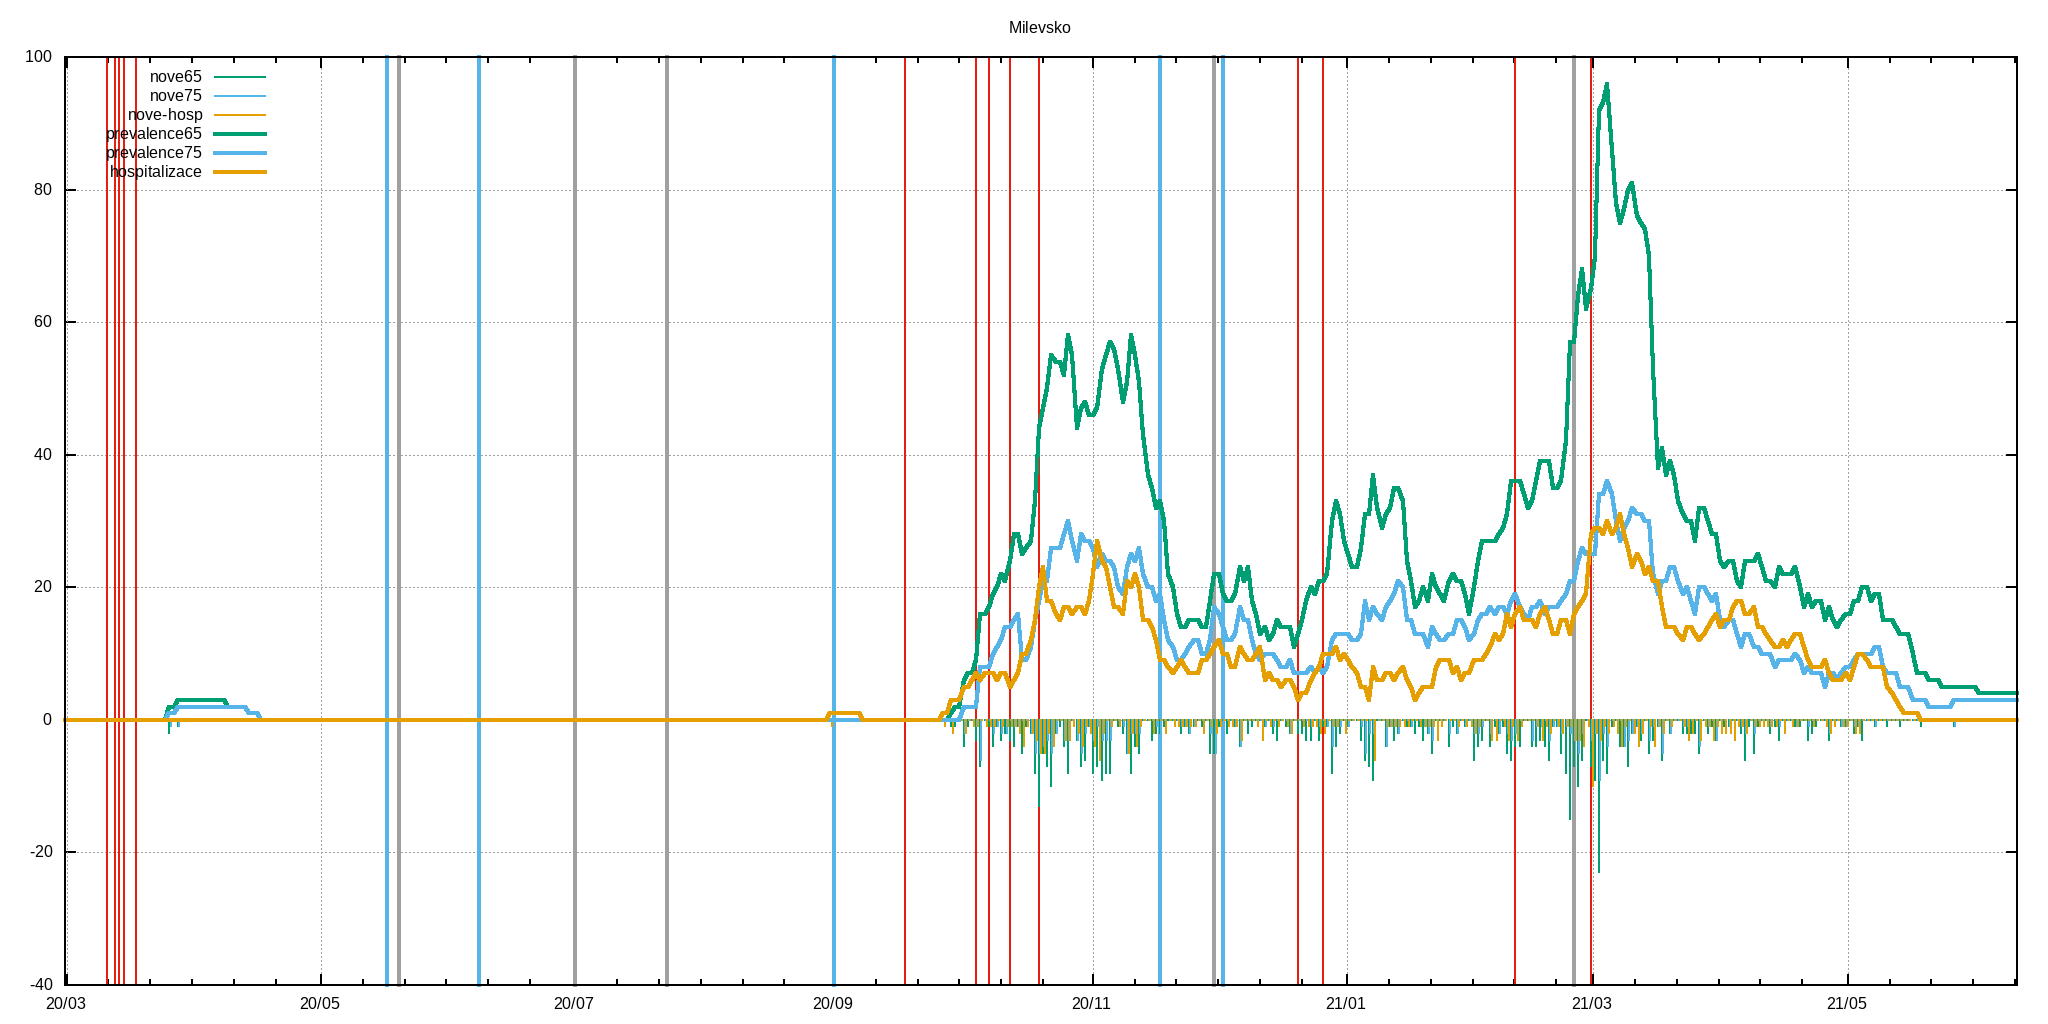 Milevsko
100
nove65
nove75
nove-hosp
prevalence65
prevalence75
hospitalizace
80
60
40
20
0
-20
-40
20/03 20/05 20/07 20/09 20/11 21/01 21/03 21/05